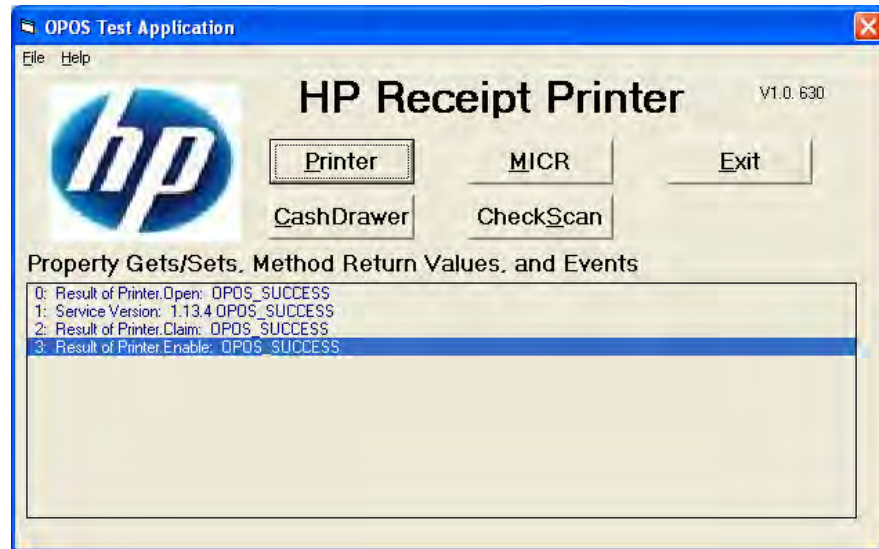 OPOS Test Application
File Help
HP Receipt Printer
V1.0. 630
hp
Printer MICR Exit
CashDrawer CheckScan
Property Gets/Sets, Method Return Values, and Events
0: Result of Printer.Open: OPOS_SUCCESS
1: Service Version: 1.13.4 OPOS_SUCCESS
2: Result of Printer.Claim: OPOS_SUCCESS
3: Result of Printer.Enable: OPOS_SUCCESS